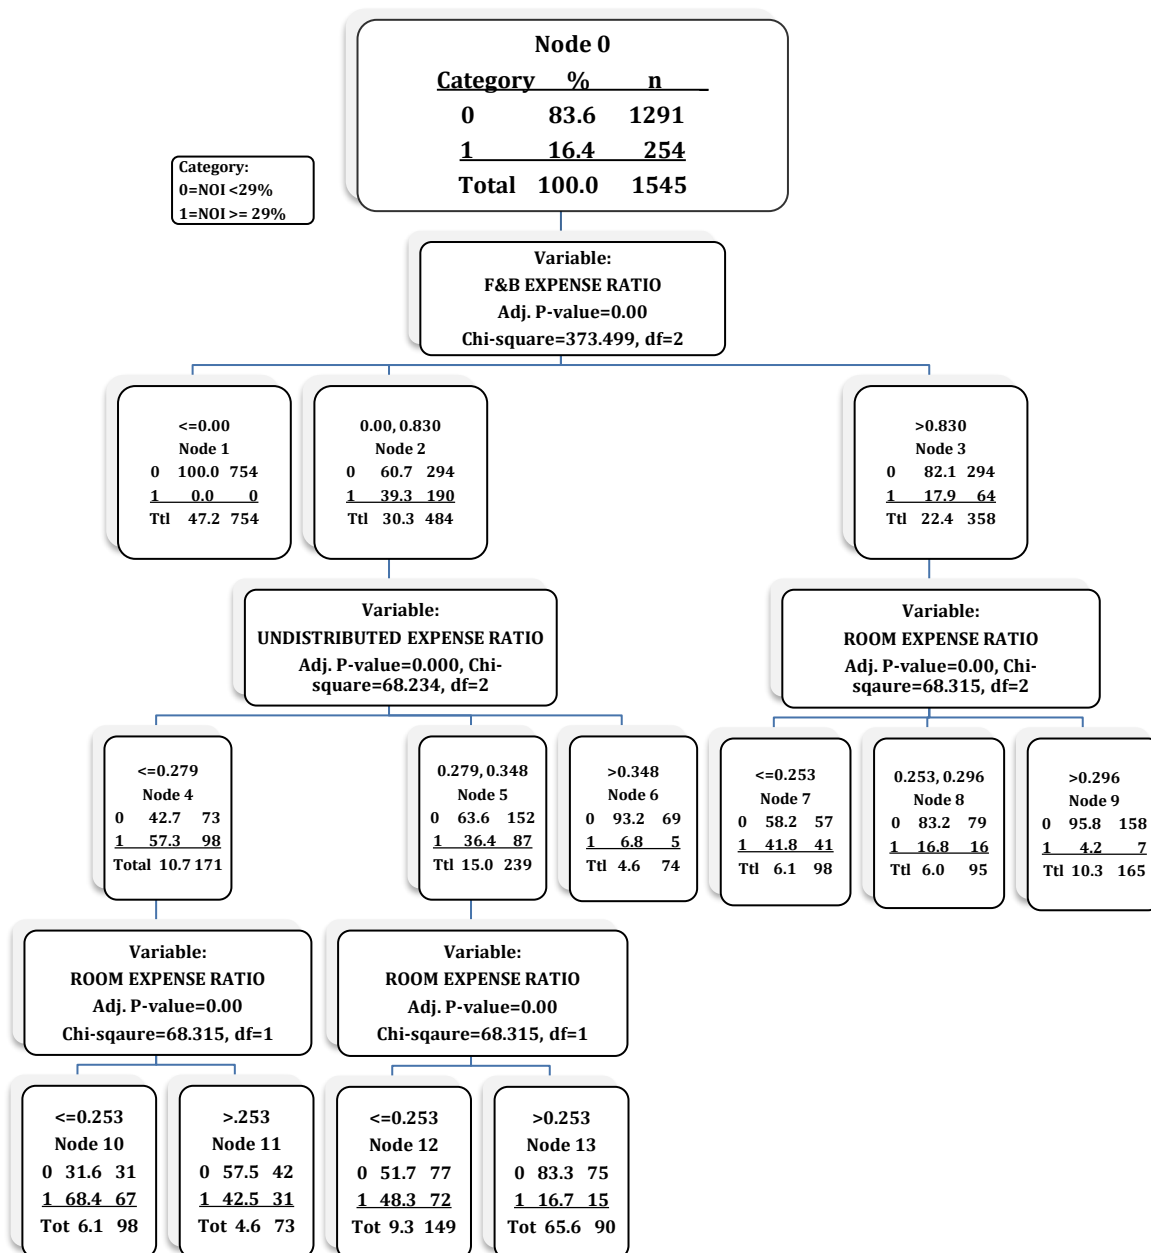 Node 0
Category % n
0 83.6 1291
1 16.4 254
Total 100.0 1545
Category:
0=NOI <29%
1=NOI >= 29%
Variable:
F&B EXPENSE RATIO
Adj. P-value=0.00
Chi-square=373.499, df=2
<=0.00
Node 1
0 100.0 754
1 0.0 0
Ttl 47.2 754
0.00, 0.830
Node 2
0 60.7 294
1 39.3 190
Ttl 30.3 484
>0.830
Node 3
0 82.1 294
1 17.9 64
Ttl 22.4 358
Variable:
UNDISTRIBUTED EXPENSE RATIO
Adj. P-value=0.000, Chi-
square=68.234, df=2
Variable:
ROOM EXPENSE RATIO
Adj. P-value=0.00, Chi-
sqaure=68.315, df=2
<=0.279
Node 4
0 42.7 73
1 57.3 98
Total 10.7 171
0.279, 0.348
Node 5
0 63.6 152
1 36.4 87
Ttl 15.0 239
>0.348
Node 6
0 93.2 69
1 6.8 5
Ttl 4.6 74
<=0.253
Node 7
0 58.2 57
1 41.8 41
Ttl 6.1 98
0.253, 0.296
Node 8
0 83.2 79
1 16.8 16
Ttl 6.0 95
>0.296
Node 9
0 95.8 158
1 4.2 7
Ttl 10.3 165
Variable:
ROOM EXPENSE RATIO
Adj. P-value=0.00
Chi-sqaure=68.315, df=1
Variable:
ROOM EXPENSE RATIO
Adj. P-value=0.00
Chi-sqaure=68.315, df=1
<=0.253
Node 10
0 31.6 31
1 68.4 67
Tot 6.1 98
>.253
Node 11
0 57.5 42
1 42.5 31
Tot 4.6 73
<=0.253
Node 12
0 51.7 77
1 48.3 72
Tot 9.3 149
>0.253
Node 13
0 83.3 75
1 16.7 15
Tot 65.6 90